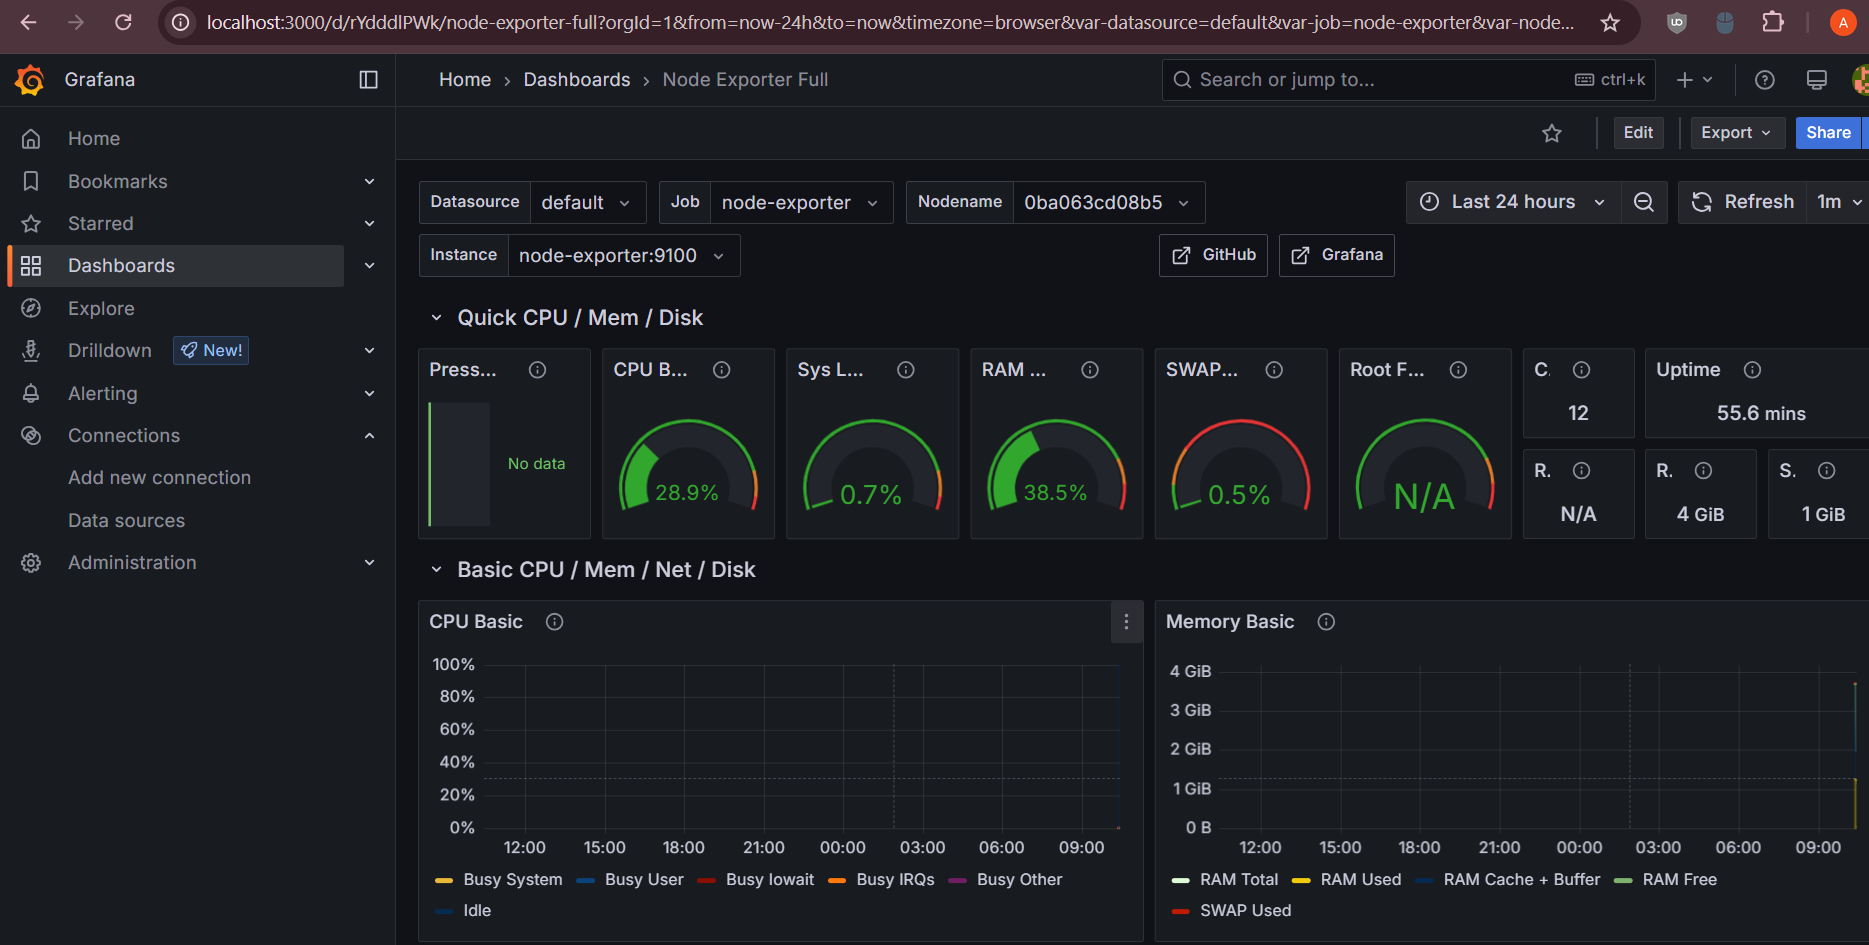 localhost:3000/d/rYdddlPWk/node-exporter-full?orgId=1&from=now-24h&to=now&timezone=browser&var-datasource=default&var-job=node-exporter&var-node...
A
Grafana
Home › Dashboards › Node Exporter Full
Search or jump to...
ctrl+k
Edit
Export
Share
Home
Bookmarks
Starred
Dashboards
Explore
Drilldown
New!
Alerting
Connections
Add new connection
Data sources
Administration
Datasource default
Job node-exporter
Nodename 0ba063cd08b5
Last 24 hours
Refresh 1m
Instance node-exporter:9100
GitHub
Grafana
Quick CPU / Mem / Disk
Press...
No data
CPU B...
28.9%
Sys L...
0.7%
RAM ...
38.5%
SWAP...
0.5%
Root F...
N/A
C.
12
Uptime
55.6 mins
R.
N/A
R.
4 GiB
S.
1 GiB
Basic CPU / Mem / Net / Disk
CPU Basic
100%
80%
60%
40%
20%
0%
12:00 15:00 18:00 21:00 00:00 03:00 06:00 09:00
Busy System Busy User Busy Iowait Busy IRQs Busy Other
Idle
Memory Basic
4 GiB
3 GiB
2 GiB
1 GiB
0 B
12:00 15:00 18:00 21:00 00:00 03:00 06:00 09:00
RAM Total RAM Used RAM Cache + Buffer RAM Free
SWAP Used